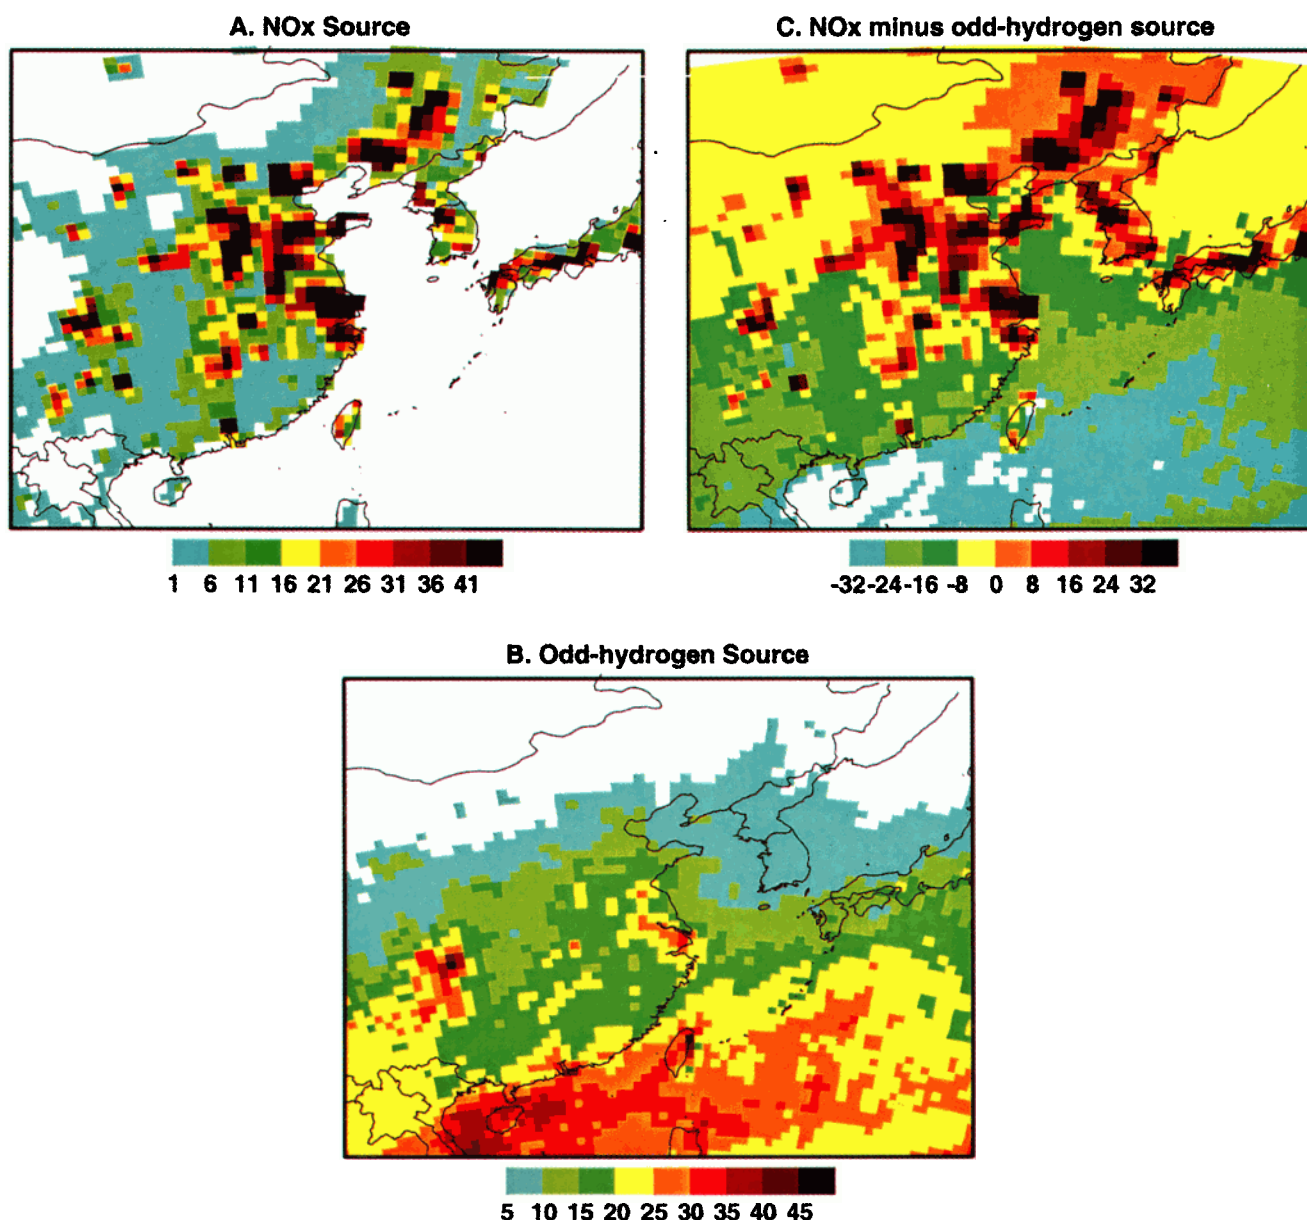 A. NOx Source
C. NOx minus odd-hydrogen source
1 6 11 16 21 26 31 36 41
-32-24-16 -8 0 8 16 24 32
B. Odd-hydrogen Source
5 10 15 20 25 30 35 40 45